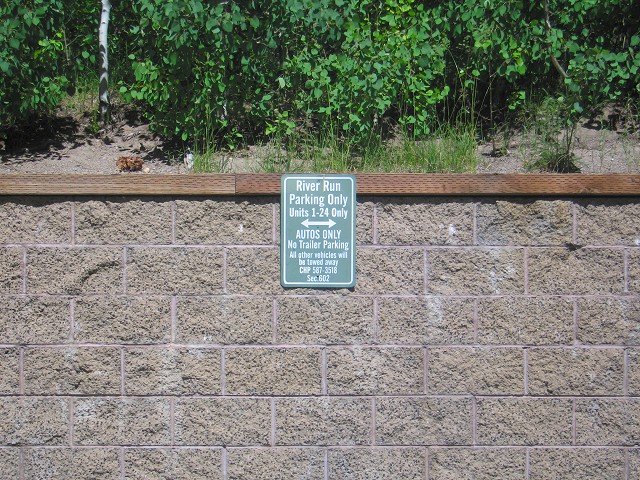 River Run
Parking Only
Units 1-24 Only
AUTOS ONLY
No Trailer Parking
All other vehicles will
be towed away
CHP 587-3518
Sec. 602